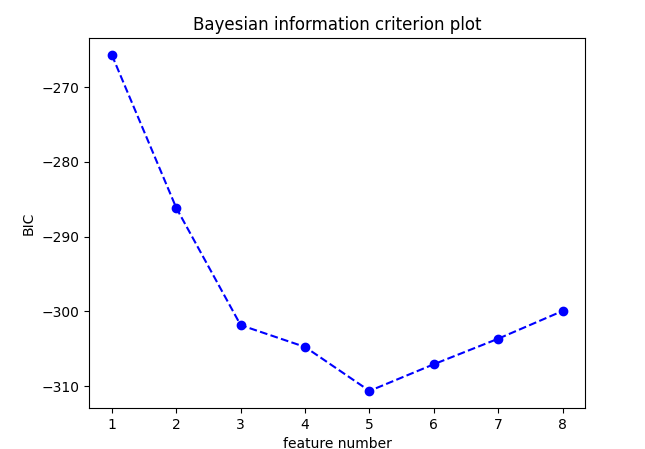 Bayesian information criterion plot
−270
−280
−290
−300
−310
BIC
1 2 3 4 5 6 7 8
feature number